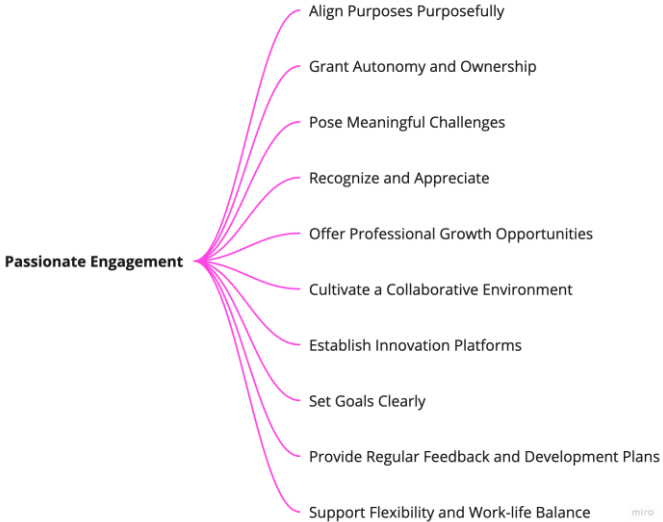 Align Purposes Purposefully
Grant Autonomy and Ownership
Pose Meaningful Challenges
Recognize and Appreciate
Offer Professional Growth Opportunities
Passionate Engagement
Cultivate a Collaborative Environment
Establish Innovation Platforms
Set Goals Clearly
Provide Regular Feedback and Development Plans
Support Flexibility and Work-life Balance
miro